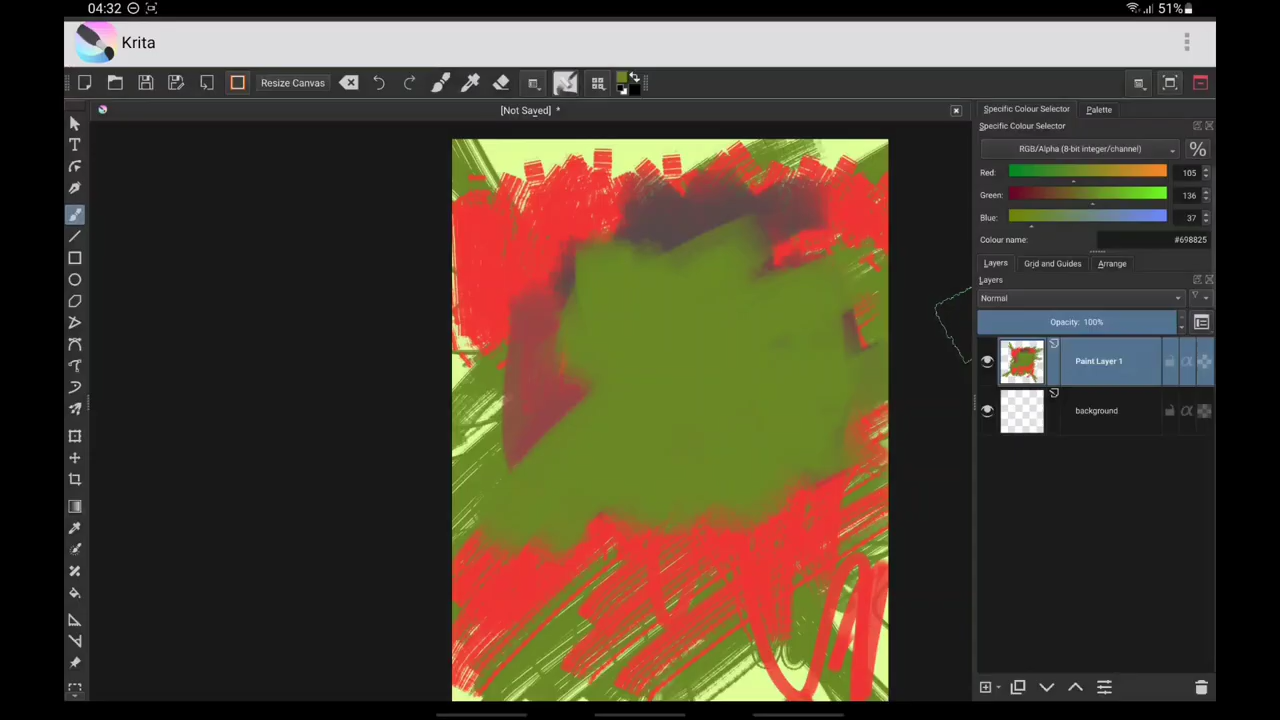 04:32
51%
Krita
Resize Canvas
[Not Saved] *
Specific Colour Selector
Palette
Specific Colour Selector
RGB/Alpha (8-bit integer/channel)
%
Red: 105
Green: 136
Blue: 37
Colour name: #698825
Layers
Grid and Guides
Arrange
Layers
Normal
Opacity: 100%
Paint Layer 1
background